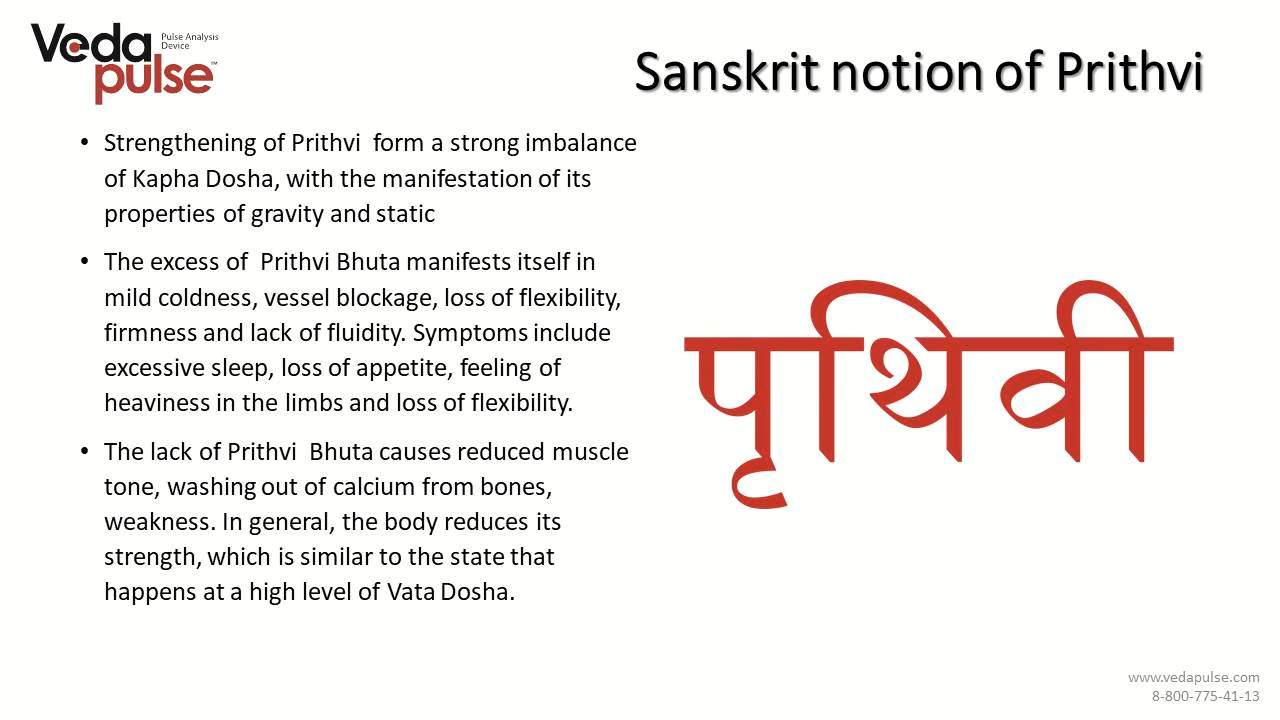 Veda
pulse™
Pulse Analysis
Device
Sanskrit notion of Prithvi
• Strengthening of Prithvi form a strong imbalance
of Kapha Dosha, with the manifestation of its
properties of gravity and static
• The excess of Prithvi Bhuta manifests itself in
mild coldness, vessel blockage, loss of flexibility,
firmness and lack of fluidity. Symptoms include
excessive sleep, loss of appetite, feeling of
heaviness in the limbs and loss of flexibility.
• The lack of Prithvi Bhuta causes reduced muscle
tone, washing out of calcium from bones,
weakness. In general, the body reduces its
strength, which is similar to the state that
happens at a high level of Vata Dosha.
पृथिवी
www.vedapulse.com
8-800-775-41-13